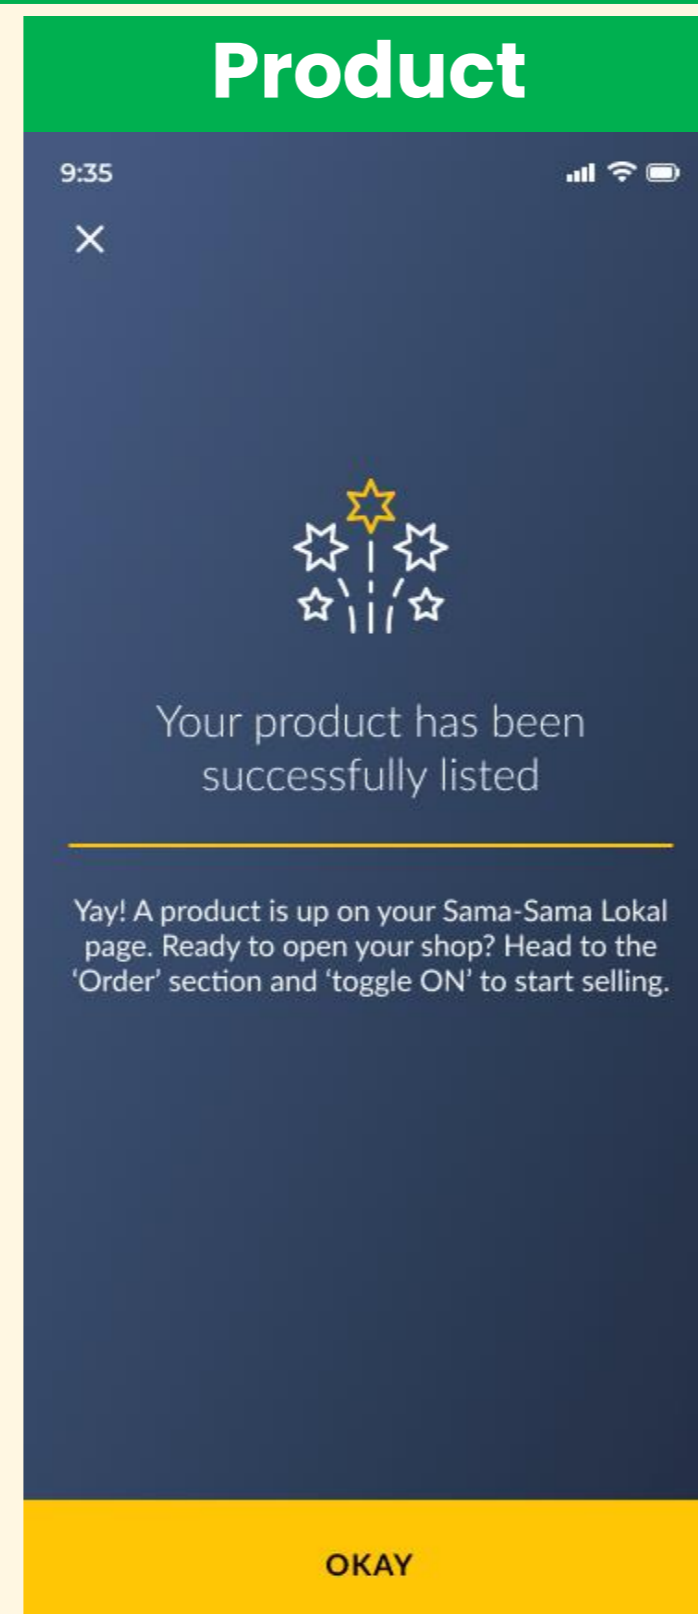 Product
9:35
Your product has been
successfully listed
Yay! A product is up on your Sama-Sama Lokal
page. Ready to open your shop? Head to the
‘Order’ section and ‘toggle ON’ to start selling.
OKAY